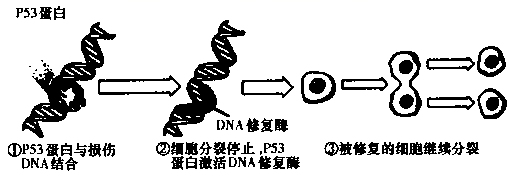 P53蛋白
DNA修复酶
①P53蛋白与损伤
DNA结合
②细胞分裂停止,P53
蛋白激活DNA修复酶
③被修复的细胞继续分裂